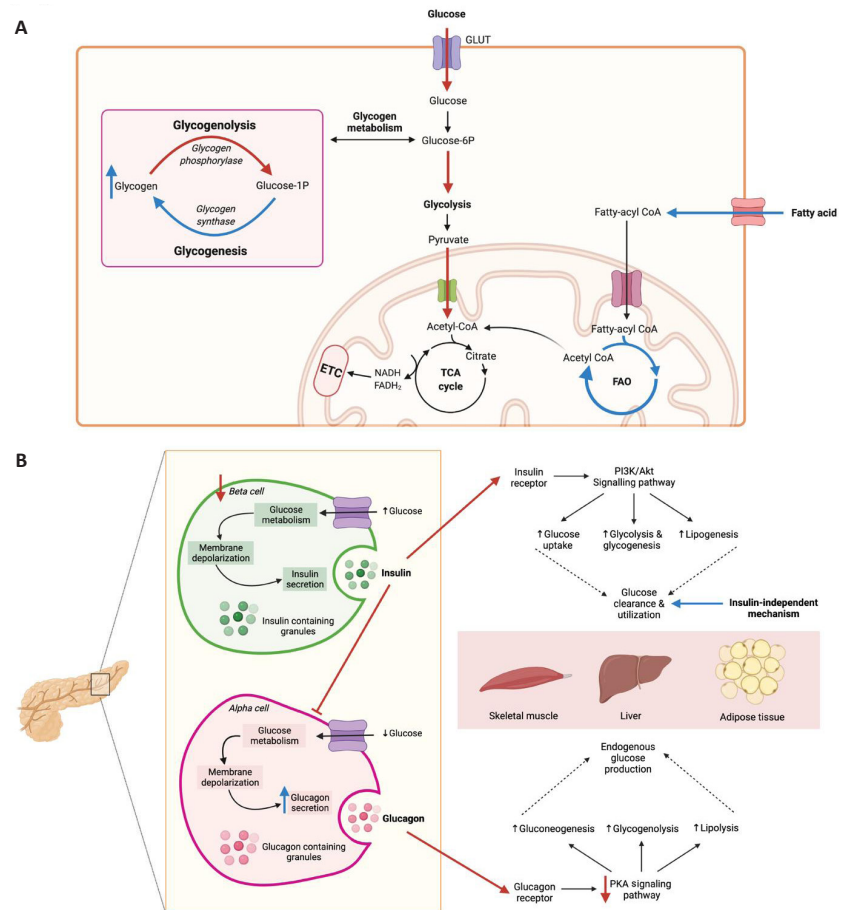 A
Glucose
GLUT
Glucose
Glycogen
metabolism
Glucose-6P
Glycogenolysis
Glycogen
phosphorylase
Glycogen
Glucose-1P
Glycogen
synthase
Glycogenesis
Glycolysis
Pyruvate
Fatty-acyl CoA
Fatty acid
Acetyl-CoA
Fatty-acyl CoA
Citrate
Acetyl CoA
ETC
NADH
FADH₂
TCA
cycle
FAO
B
Beta cell
Glucose
metabolism
↑Glucose
Membrane
depolarization
Insulin
secretion
Insulin
Insulin containing
granules
Alpha cell
Glucose
metabolism
↓Glucose
Membrane
depolarization
Glucagon
secretion
Glucagon
Glucagon containing
granules
Insulin
receptor
PI3K/Akt
Signalling pathway
↑Glucose
uptake
↑Glycolysis &
glycogenesis
↑Lipogenesis
Glucose
clearance &
utilization
Insulin-independent
mechanism
Skeletal muscle
Liver
Adipose tissue
Endogenous
glucose
production
↑Gluconeogenesis
↑Glycogenolysis
↑Lipolysis
Glucagon
receptor
PKA signaling
pathway